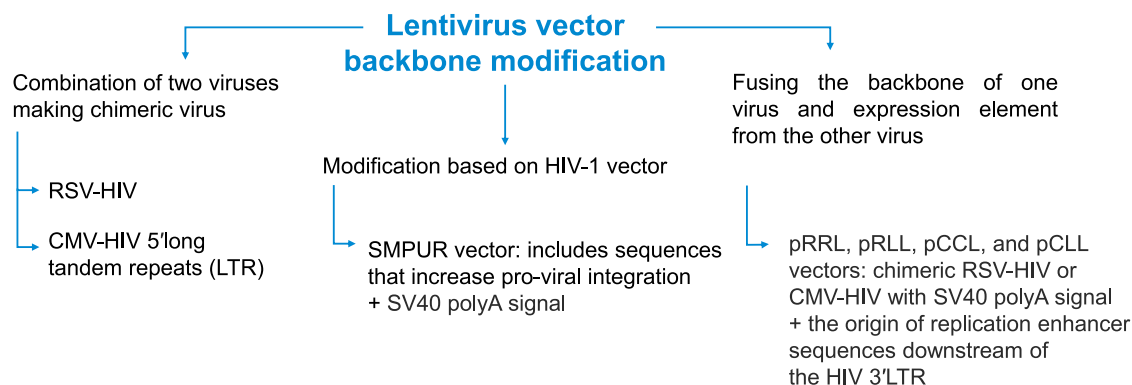 Lentivirus vector
backbone modification
Combination of two viruses
making chimeric virus
RSV-HIV
CMV-HIV 5′long
tandem repeats (LTR)
Modification based on HIV-1 vector
SMPUR vector: includes sequences
that increase pro-viral integration
+ SV40 polyA signal
Fusing the backbone of one
virus and expression element
from the other virus
pRRL, pRLL, pCCL, and pCLL
vectors: chimeric RSV-HIV or
CMV-HIV with SV40 polyA signal
+ the origin of replication enhancer
sequences downstream of
the HIV 3′LTR